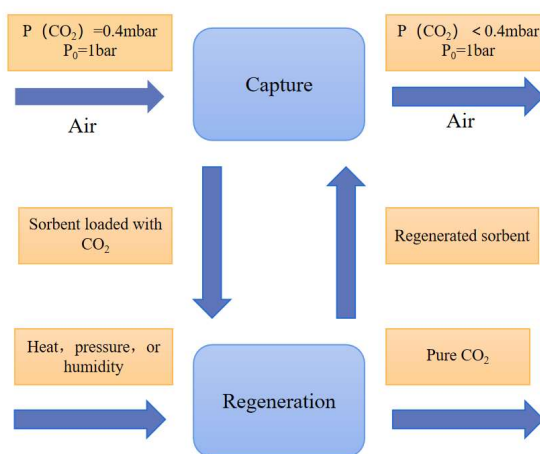 P（CO₂）=0.4mbar
P₀=1bar
P（CO₂）＜0.4mbar
P₀=1bar
Capture
Air
Air
Sorbent loaded with
CO₂
Regenerated sorbent
Heat，pressure，or
humidity
Pure CO₂
Regeneration